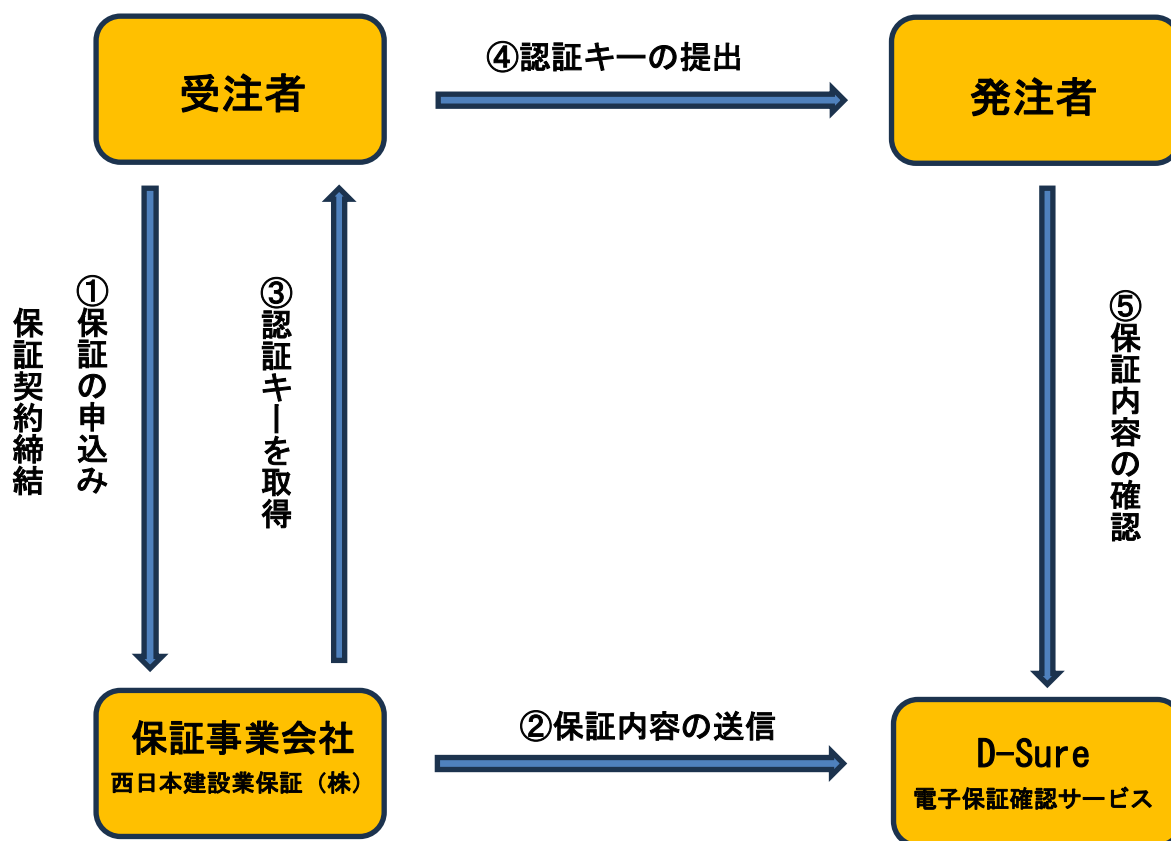 受注者
④認証キーの提出
発注者
①保証の申込み
保証契約締結
③認証キーを取得
⑤保証内容の確認
保証事業会社
西日本建設業保証（株）
②保証内容の送信
D-Sure
電子保証確認サービス